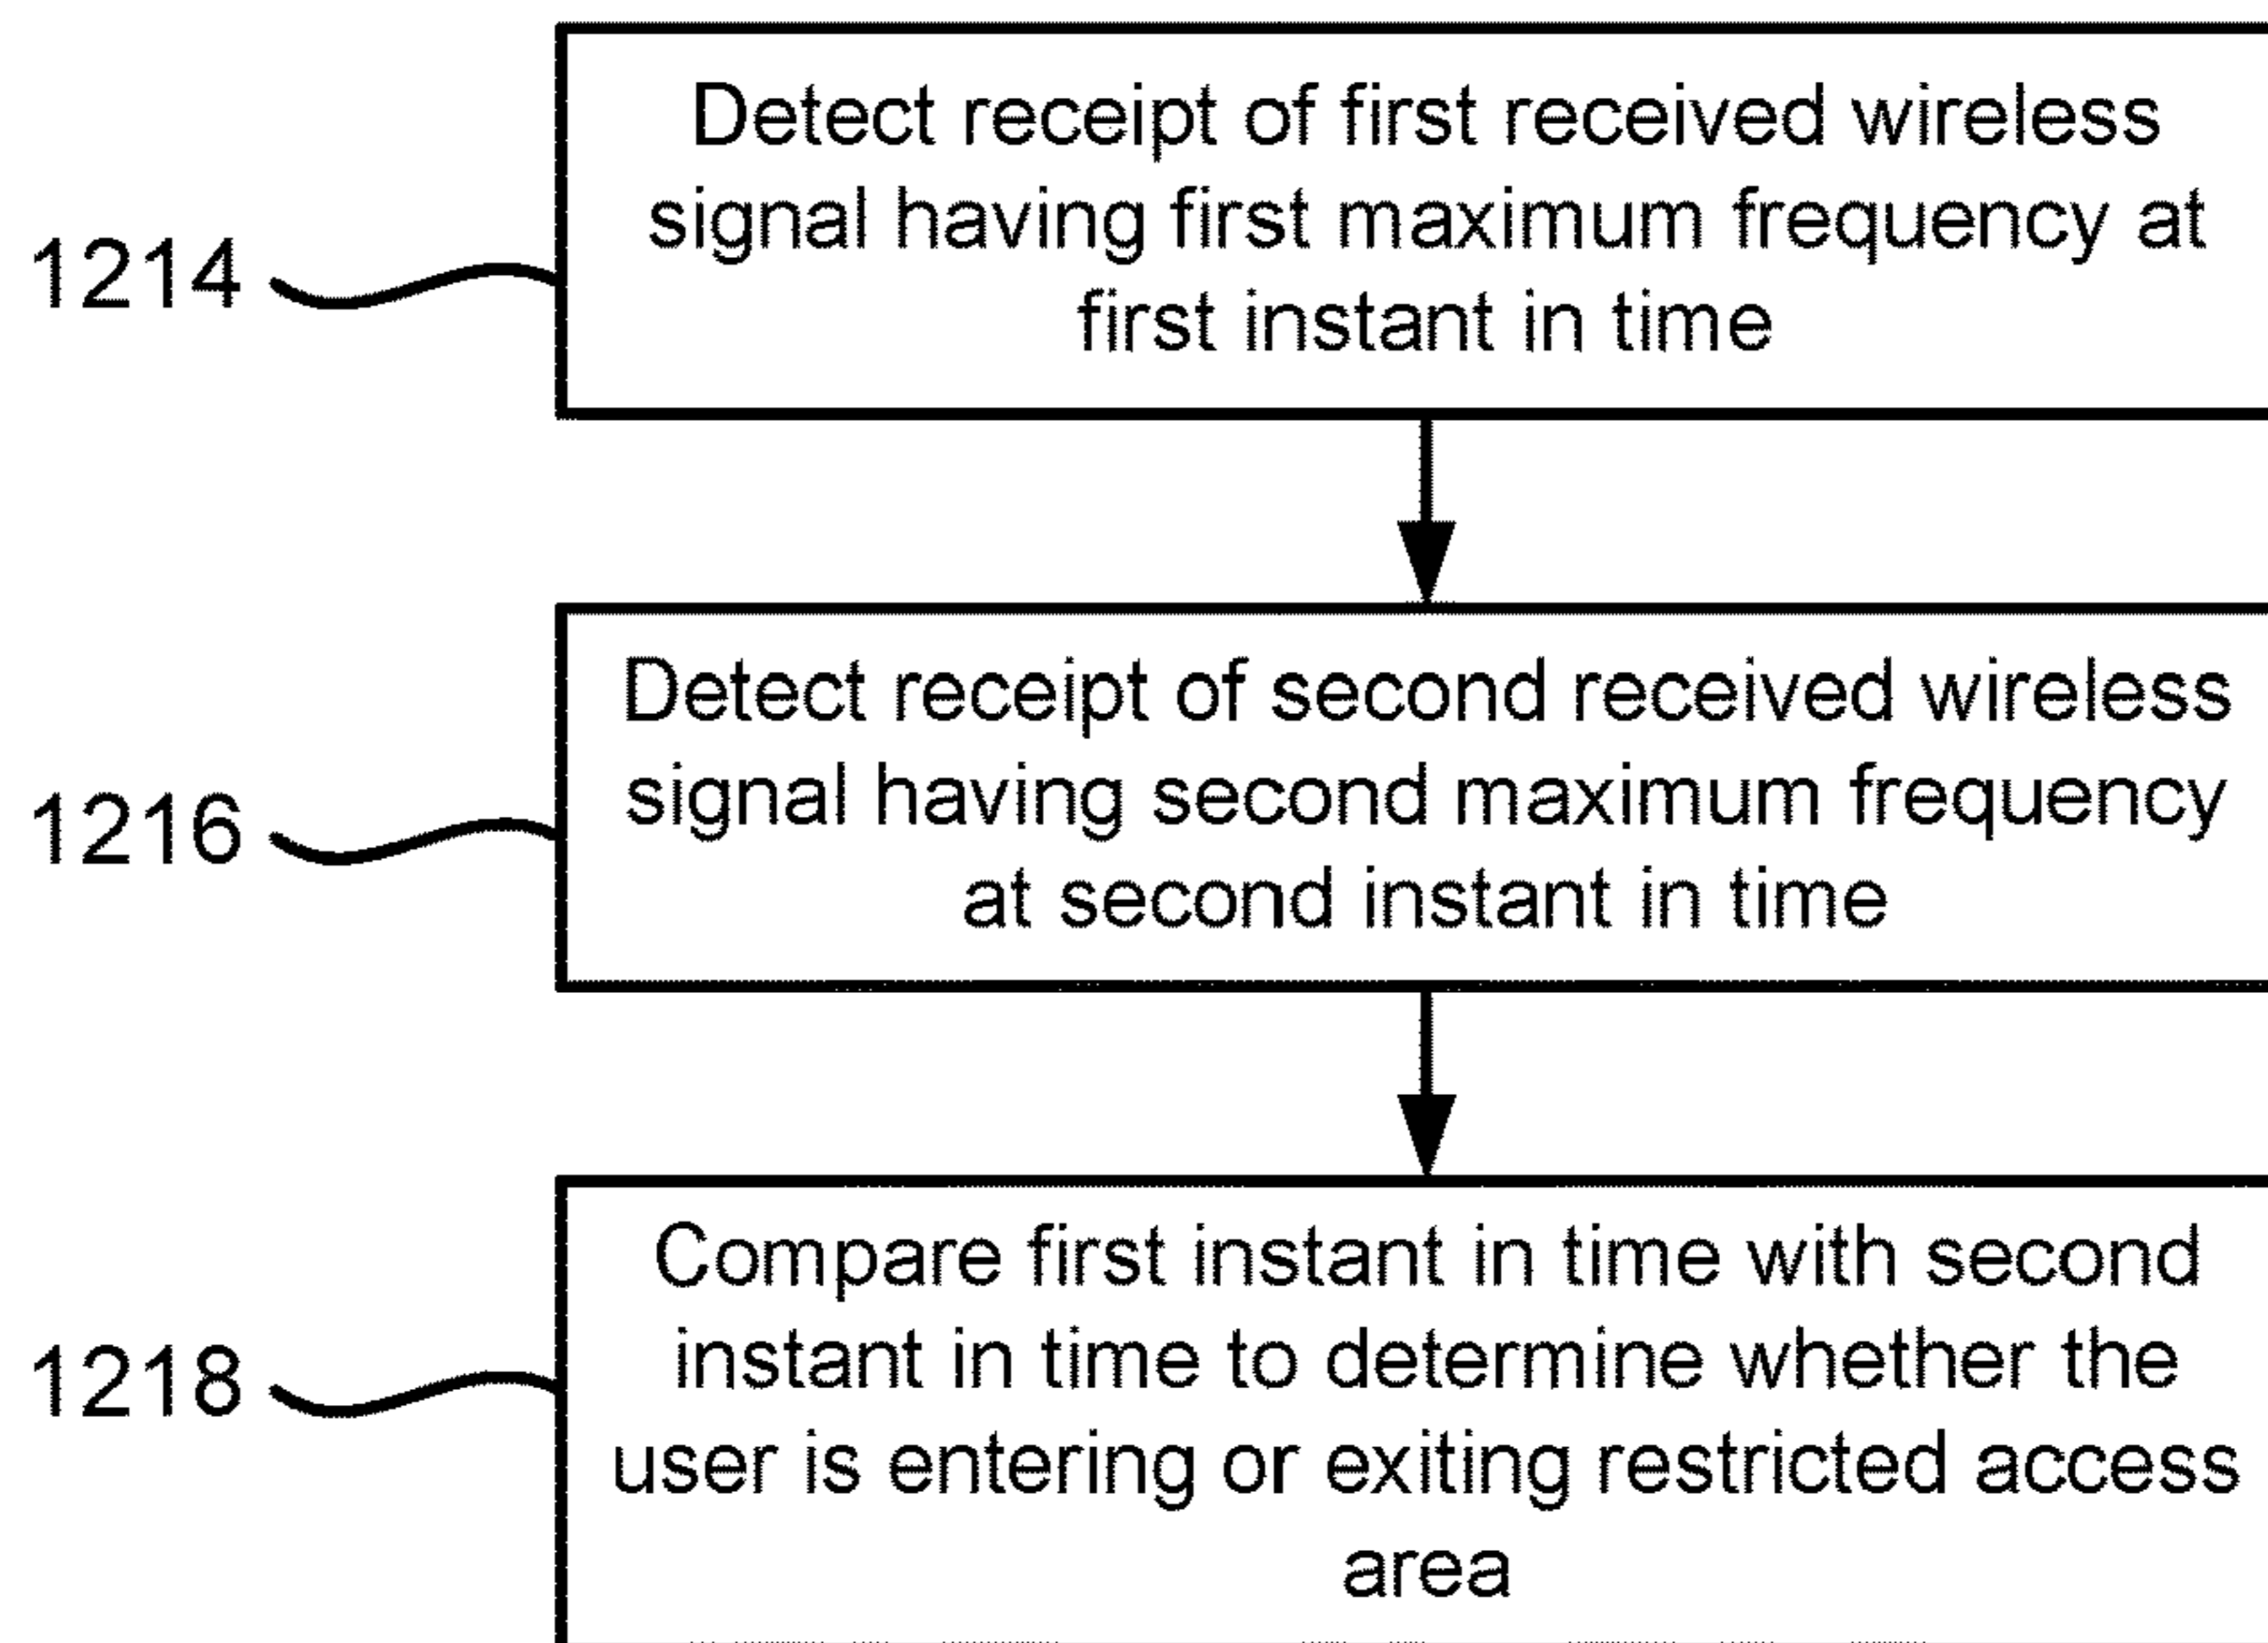 Detect receipt of first received wireless
signal having first maximum frequency at
first instant in time
1214
Detect receipt of second received wireless
signal having second maximum frequency
at second instant in time
1216
Compare first instant in time with second
instant in time to determine whether the
user is entering or exiting restricted access
area
1218